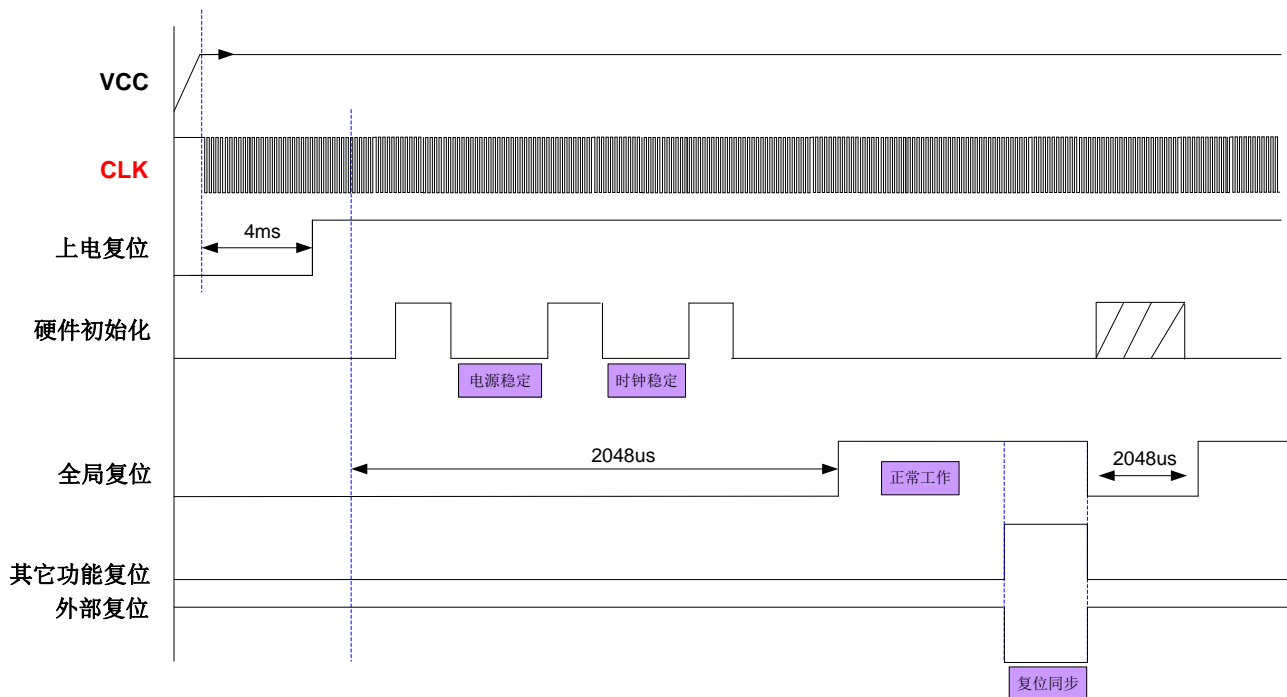 VCC
CLK
上电复位
4ms
硬件初始化
电源稳定
时钟稳定
全局复位
2048us
正常工作
2048us
其它功能复位
外部复位
复位同步